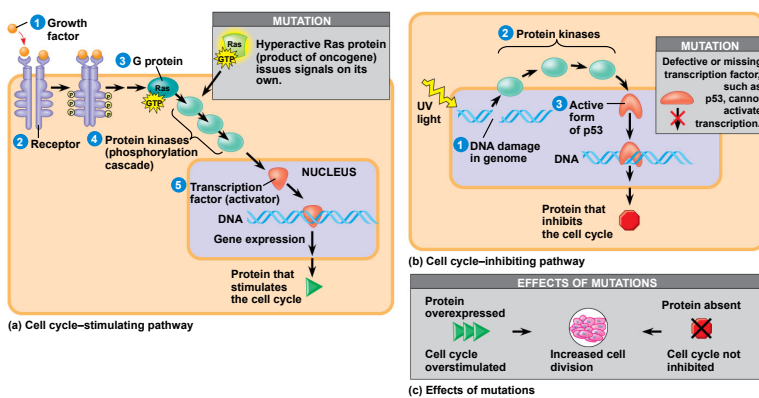 1 Growth
factor
2 Receptor
P P
P P
P P
3 G protein
Ras
GTP
MUTATION
Ras
GTP
Hyperactive Ras protein
(product of oncogene)
issues signals on its
own.
4 Protein kinases
(phosphorylation
cascade)
NUCLEUS
5 Transcription
factor (activator)
DNA
Gene expression
Protein that
stimulates
the cell cycle
(a) Cell cycle–stimulating pathway
2 Protein kinases
UV
light
1 DNA damage
in genome
3 Active
form
of p53
DNA
MUTATION
Defective or missing
transcription factor,
such as
p53, cannot
activate
transcription.
Protein that
inhibits
the cell cycle
(b) Cell cycle–inhibiting pathway
EFFECTS OF MUTATIONS
Protein
overexpressed
Cell cycle
overstimulated
Increased cell
division
Protein absent
Cell cycle not
inhibited
(c) Effects of mutations